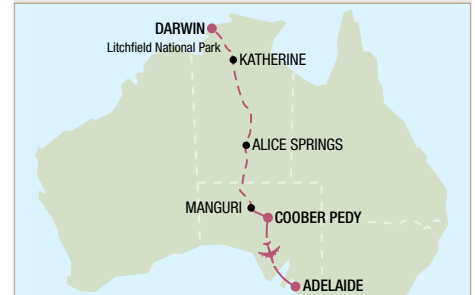 DARWIN
Litchfield National Park
KATHERINE
ALICE SPRINGS
MANGURI
COOBER PEDY
ADELAIDE